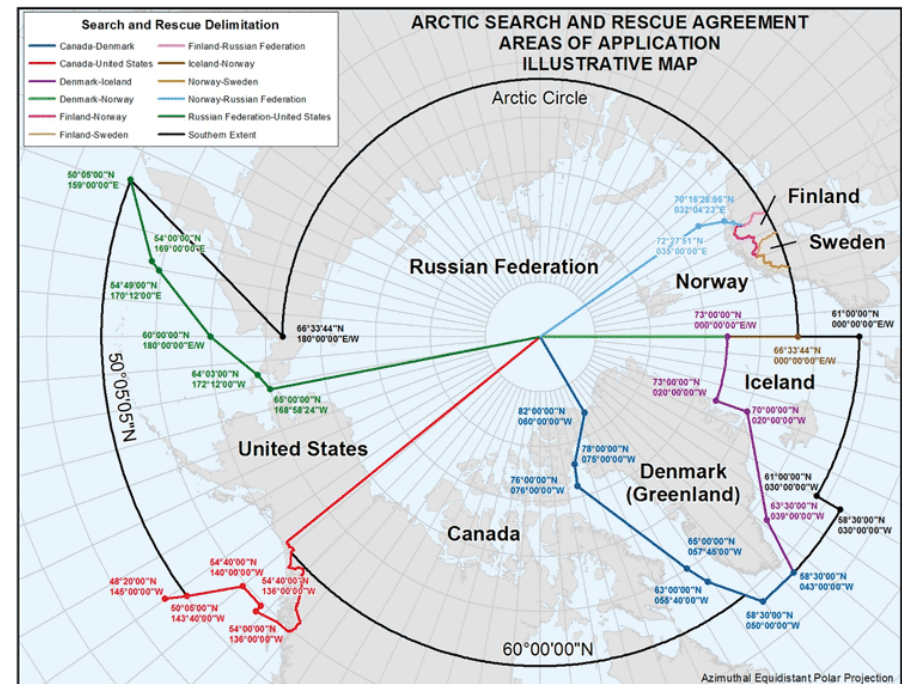 Search and Rescue Delimitation
Canada-Denmark
Canada-United States
Denmark-Iceland
Denmark-Norway
Finland-Norway
Finland-Sweden
Finland-Russian Federation
Iceland-Norway
Norway-Sweden
Norway-Russian Federation
Russian Federation-United States
Southern Extent
ARCTIC SEARCH AND RESCUE AGREEMENT
AREAS OF APPLICATION
ILLUSTRATIVE MAP
Arctic Circle
50°05'00"N
159°00'00"E
54°00'00"N
169°00'00"E
54°49'00"N
170°12'00"E
60°00'00"N
180°00'00"E/W
64°03'00"N
172°12'00"W
65°00'00"N
168°58'24"W
66°33'44"N
180°00'00"E/W
50°05'05"N
Russian Federation
72°27'51"N
035°00'00"E
Finland
Sweden
Norway
73°00'00"N
000°00'00"E/W
61°00'00"N
000°00'00"E/W
66°33'44"N
000°00'00"E/W
Iceland
73°00'00"N
020°00'00"W
70°00'00"N
020°00'00"W
82°00'00"N
060°00'00"W
78°00'00"N
075°00'00"W
76°00'00"N
076°00'00"W
Denmark
(Greenland)
61°00'00"N
030°00'00"W
58°30'00"N
030°00'00"W
63°30'00"N
039°00'00"W
65°00'00"N
057°45'00"W
63°00'00"N
055°40'00"W
58°30'00"N
043°00'00"W
58°30'00"N
050°00'00"W
United States
Canada
48°20'00"N
145°00'00"W
50°05'00"N
143°40'00"W
54°40'00"N
140°00'00"W
54°40'00"N
136°00'00"W
54°00'00"N
136°00'00"W
60°00'00"N
Azimuthal Equidistant Polar Projection